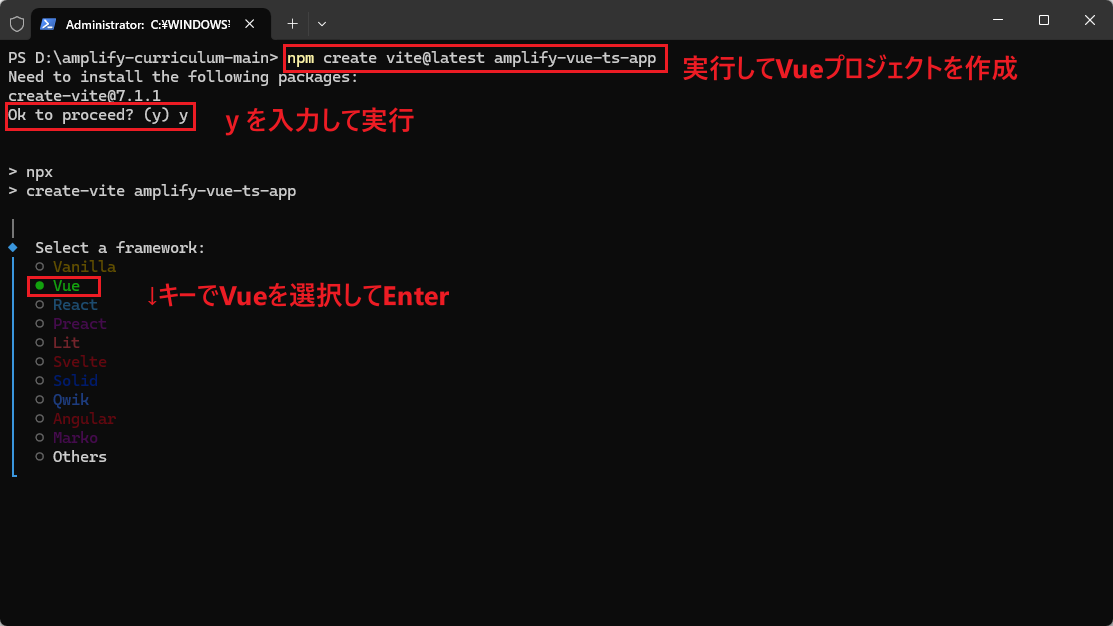 Administrator: C:¥WINDOWS¥
PS D:\amplify-curriculum-main> npm create vite@latest amplify-vue-ts-app
実行してVueプロジェクトを作成
Need to install the following packages:
create-vite@7.1.1
Ok to proceed? (y) y
y を入力して実行
> npx
> create-vite amplify-vue-ts-app
Select a framework:
Vanilla
Vue
↓キーでVueを選択してEnter
React
Preact
Lit
Svelte
Solid
Qwik
Angular
Marko
Others